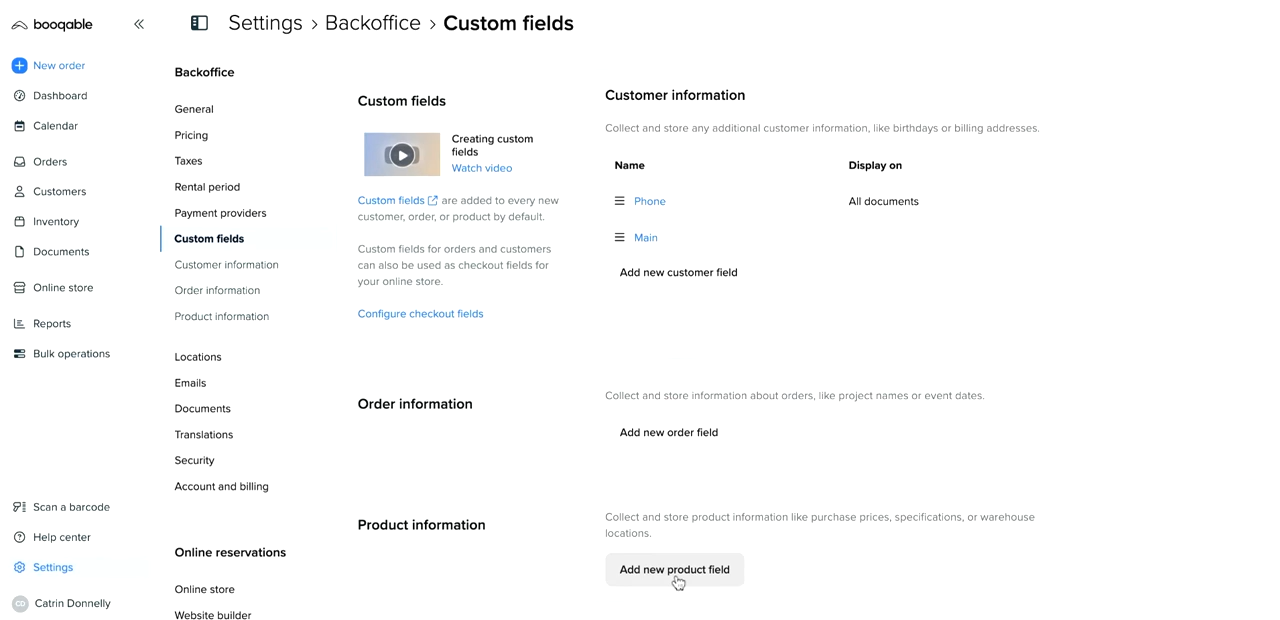 booqable
Settings › Backoffice › Custom fields
New order
Dashboard
Calendar
Orders
Customers
Inventory
Documents
Online store
Reports
Bulk operations
Scan a barcode
Help center
Settings
CD Catrin Donnelly
Backoffice
General
Pricing
Taxes
Rental period
Payment providers
Custom fields
Customer information
Order information
Product information
Locations
Emails
Documents
Translations
Security
Account and billing
Online reservations
Online store
Website builder
Custom fields
Creating custom
fields
Watch video
Custom fields are added to every new
customer, order, or product by default.
Custom fields for orders and customers
can also be used as checkout fields for
your online store.
Configure checkout fields
Customer information
Collect and store any additional customer information, like birthdays or billing addresses.
Name Display on
Phone All documents
Main
Add new customer field
Order information
Collect and store information about orders, like project names or event dates.
Add new order field
Product information
Collect and store product information like purchase prices, specifications, or warehouse
locations.
Add new product field